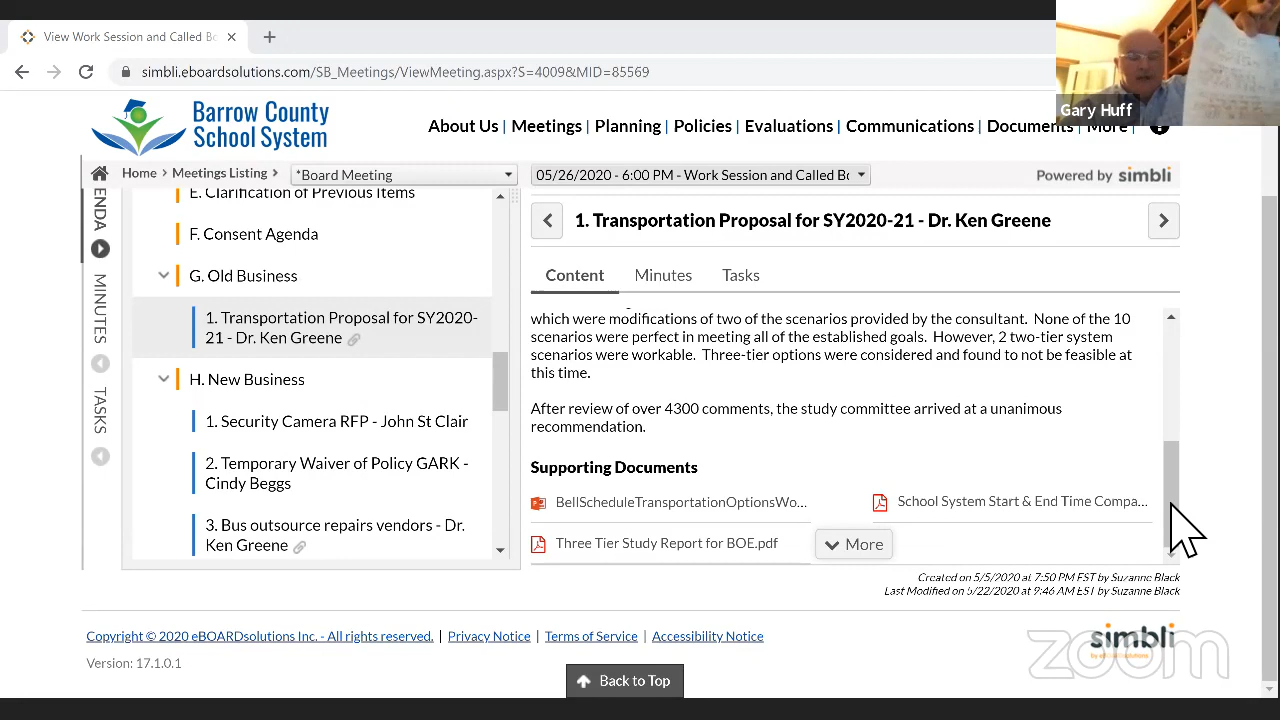 View Work Session and Called Bo
simbli.eboardsolutions.com/SB_Meetings/ViewMeeting.aspx?S=4009&MID=85569
Gary Huff
Barrow County
School System
About Us | Meetings | Planning | Policies | Evaluations | Communications | Documents | More
Home > Meetings Listing >
*Board Meeting
05/26/2020 - 6:00 PM - Work Session and Called Bo
Powered by simbli
ENDA
MINUTES
TASKS
E. Clarification of Previous Items
F. Consent Agenda
G. Old Business
1. Transportation Proposal for SY2020-
21 - Dr. Ken Greene
H. New Business
1. Security Camera RFP - John St Clair
2. Temporary Waiver of Policy GARK -
Cindy Beggs
3. Bus outsource repairs vendors - Dr.
Ken Greene
1. Transportation Proposal for SY2020-21 - Dr. Ken Greene
Content Minutes Tasks
which were modifications of two of the scenarios provided by the consultant. None of the 10
scenarios were perfect in meeting all of the established goals. However, 2 two-tier system
scenarios were workable. Three-tier options were considered and found to not be feasible at
this time.
After review of over 4300 comments, the study committee arrived at a unanimous
recommendation.
Supporting Documents
BellScheduleTransportationOptionsWo...
School System Start & End Time Compa...
Three Tier Study Report for BOE.pdf
More
Created on 5/5/2020 at 7:50 PM EST by Suzanne Black
Last Modified on 5/22/2020 at 9:46 AM EST by Suzanne Black
Copyright © 2020 eBOARDsolutions Inc. - All rights reserved. | Privacy Notice | Terms of Service | Accessibility Notice
Version: 17.1.0.1
simbli
zoom
Back to Top